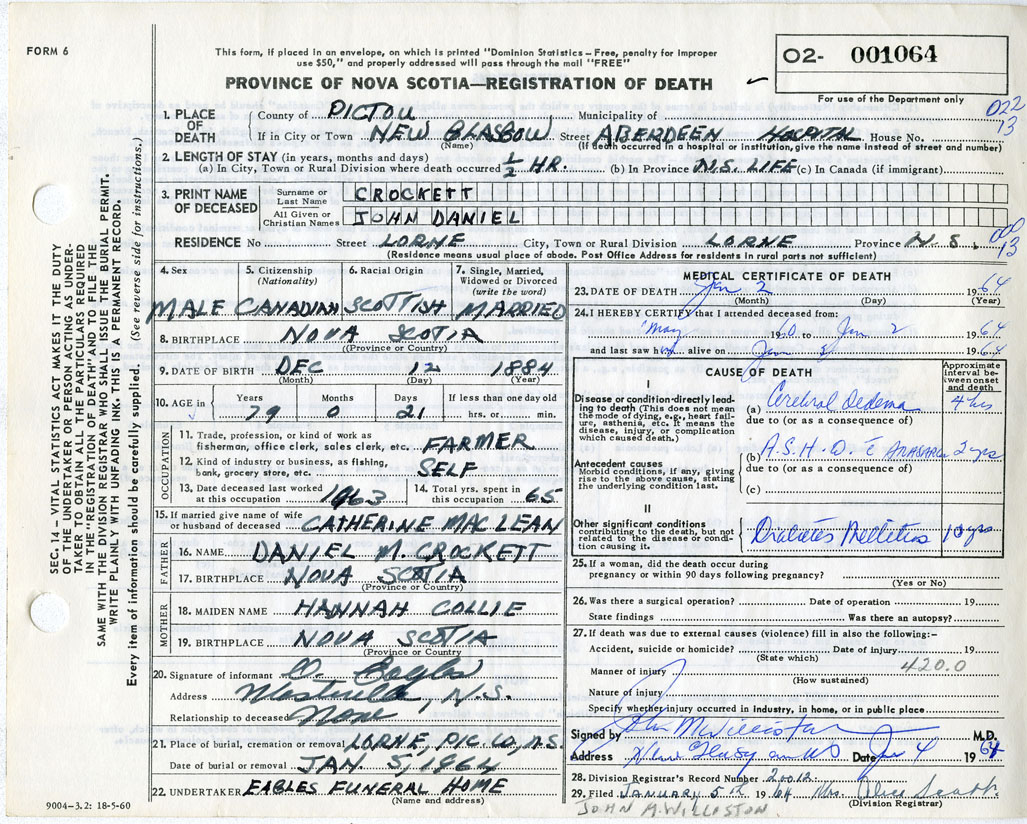 FORM 6
This form, if placed in an envelope, on which is printed "Dominion Statistics – Free, penalty for improper
use $50," and properly addressed will pass through the mail "FREE"
PROVINCE OF NOVA SCOTIA—REGISTRATION OF DEATH
02- 001064
For use of the Department only
022
13
1. PLACE OF DEATH
County of PICTOU Municipality of
If in City or Town NEW GLASGOW Street ABERDEEN HOSPITAL House No.
(Name) (If death occurred in a hospital or institution, give the name instead of street and number)
2. LENGTH OF STAY (in years, months and days)
(a) In City, Town or Rural Division where death occurred ½ HR. (b) In Province N.S. LIFE (c) In Canada (if immigrant)
3. PRINT NAME OF DECEASED
Surname or Last Name CROCKETT
All Given or Christian Names JOHN DANIEL
000
13
RESIDENCE No Street LORNE City, Town or Rural Division LORNE Province N.S.
(Residence means usual place of abode. Post Office Address for residents in rural parts not sufficient)
4. Sex 5. Citizenship (Nationality) 6. Racial Origin 7. Single, Married, Widowed or Divorced (write the word)
MALE CANADIAN SCOTTISH MARRIED
8. BIRTHPLACE NOVA SCOTIA
(Province or Country)
9. DATE OF BIRTH DEC 12 1884
(Month) (Day) (Year)
10. AGE in Years Months Days If less than one day old
79 0 21 hrs. or min.
OCCUPATION
11. Trade, profession, or kind of work as
fisherman, office clerk, sales clerk, etc. FARMER
12. Kind of industry or business, as fishing,
bank, grocery store, etc. SELF
13. Date deceased last worked at this occupation 1963 14. Total yrs. spent in this occupation 65
15. If married give name of wife
or husband of deceased CATHERINE MACLEAN
FATHER
16. NAME DANIEL M. CROCKETT
17. BIRTHPLACE NOVA SCOTIA
(Province or Country)
MOTHER
18. MAIDEN NAME HANNAH COLLIE
19. BIRTHPLACE NOVA SCOTIA
(Province or Country)
20. Signature of informant O. Eagles
Address Westville, N.S.
Relationship to deceased None
21. Place of burial, cremation or removal LORNE, PIC. CO, N.S.
Date of burial or removal JAN 5, 1964
22. UNDERTAKER EAGLES FUNERAL HOME
(Name and address)
9004–3.2: 18-5-60
MEDICAL CERTIFICATE OF DEATH
23. DATE OF DEATH Jan 2 1964
(Month) (Day) (Year)
24. I HEREBY CERTIFY that I attended deceased from:
May 1960 to Jan 2 1964
and last saw him alive on Jan 2 1964
CAUSE OF DEATH
Approximate interval between onset and death
I
Disease or condition directly leading to death (This does not mean the mode of dying, e.g., heart failure, asthenia, etc. It means the disease, injury, or complication which caused death.)
(a) Cerebral Oedema 4 hrs
due to (or as a consequence of)
Antecedent causes
Morbid conditions, if any, giving rise to the above cause, stating the underlying condition last.
(b) A.S.H.D. c̄ ANASARCA 2 yrs
due to (or as a consequence of)
(c)
II
Other significant conditions contributing to the death, but not related to the disease or condition causing it.
Diabetes Mellitus 10 yrs
25. If a woman, did the death occur during
pregnancy or within 90 days following pregnancy?
(Yes or No)
26. Was there a surgical operation? Date of operation 19
State findings Was there an autopsy?
27. If death was due to external causes (violence) fill in also the following:–
Accident, suicide or homicide? Date of injury 19
(State which)
420.0
Manner of injury
(How sustained)
Nature of injury
Specify whether injury occurred in industry, in home, or in public place
Signed by John M Williston M.D.
Address New Glasgow NS Date Jan 4 1964
28. Division Registrar's Record Number 2001
29. Filed JANUARY 5th 1964 Mrs.
(Division Registrar)
JOHN M. WILLISTON
SEC. 14 – VITAL STATISTICS ACT MAKES IT THE DUTY
OF THE UNDERTAKER OR PERSON ACTING AS UNDER-
TAKER TO OBTAIN ALL THE PARTICULARS REQUIRED
IN THE "REGISTRATION OF DEATH" AND TO FILE THE
SAME WITH THE DIVISION REGISTRAR WHO SHALL ISSUE THE BURIAL PERMIT.
WRITE PLAINLY WITH UNFADING INK. THIS IS A PERMANENT RECORD.
Every item of information should be carefully supplied. (See reverse side for instructions.)